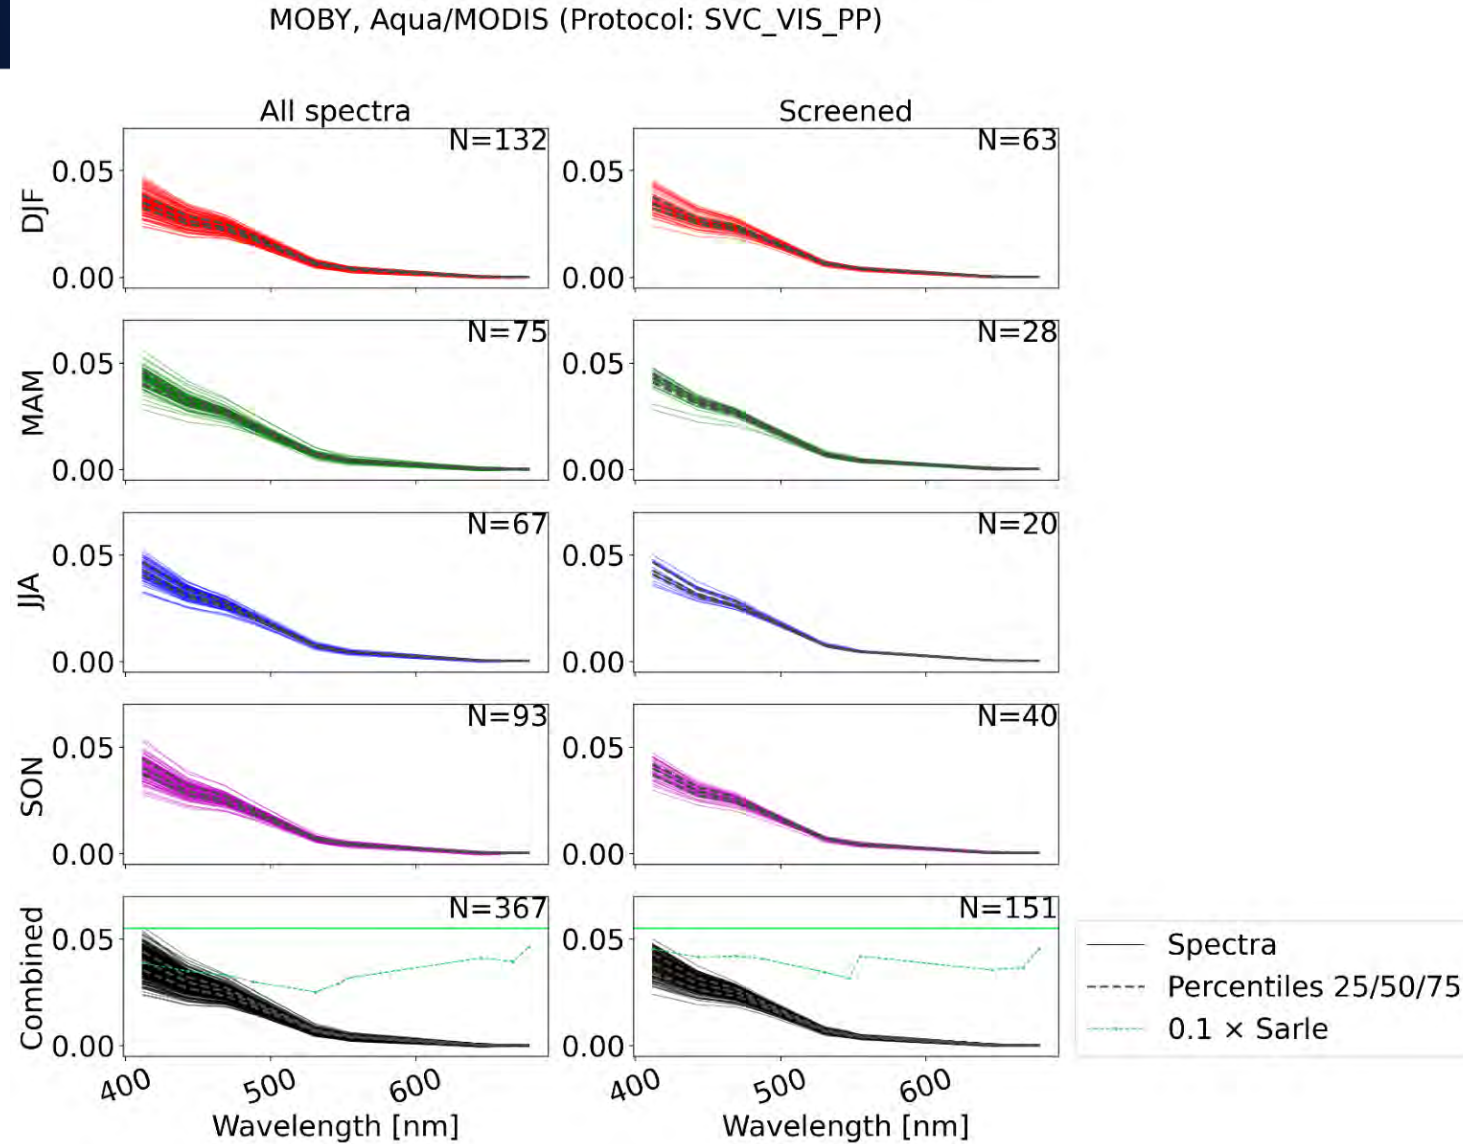 MOBY, Aqua/MODIS (Protocol: SVC_VIS_PP)
All spectra
Screened
DJF
0.05
0.00
N=132
0.05
0.00
N=63
MAM
0.05
0.00
N=75
0.05
0.00
N=28
JJA
0.05
0.00
N=67
0.05
0.00
N=20
SON
0.05
0.00
N=93
0.05
0.00
N=40
Combined
0.05
0.00
N=367
0.05
0.00
N=151
400
500
600
400
500
600
Wavelength [nm]
Wavelength [nm]
Spectra
Percentiles 25/50/75
0.1 × Sarle